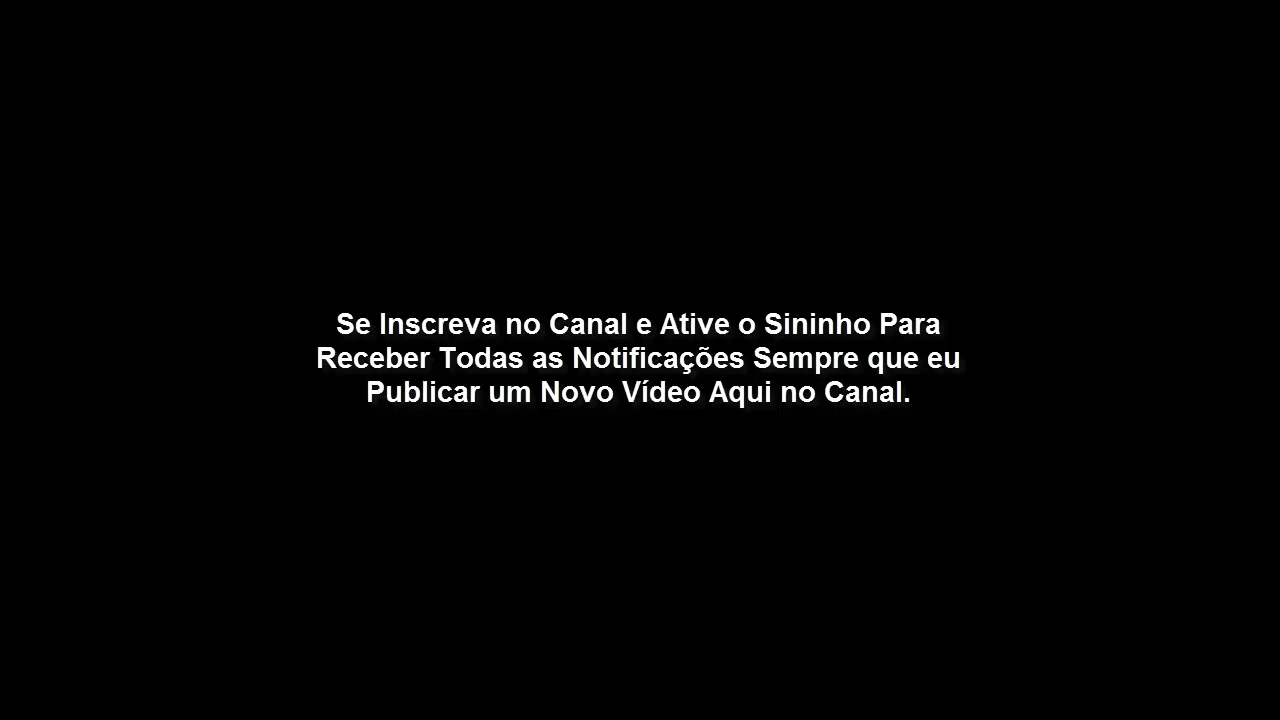 Se Inscreva no Canal e Ative o Sininho Para
Receber Todas as Notificações Sempre que eu
Publicar um Novo Vídeo Aqui no Canal.